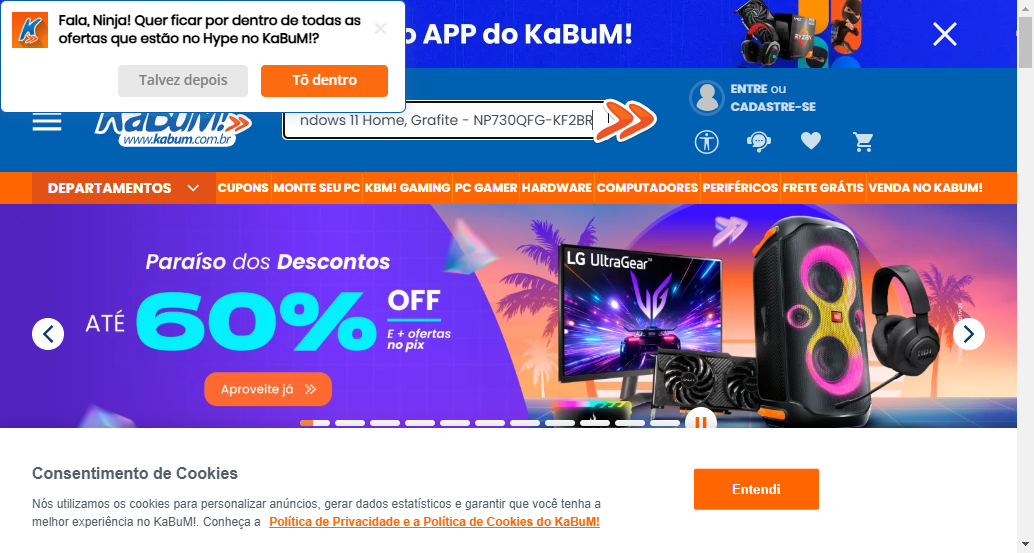 Fala, Ninja! Quer ficar por dentro de todas as
ofertas que estão no Hype no KaBuM!?
Talvez depois
Tô dentro
o APP do KaBuM!
KaBuM!
www.kabum.com.br
ndows 11 Home, Grafite - NP730QFG-KF2BR
ENTRE ou
CADASTRE-SE
DEPARTAMENTOS
CUPONS
MONTE SEU PC
KBM! GAMING
PC GAMER
HARDWARE
COMPUTADORES
PERIFÉRICOS
FRETE GRÁTIS
VENDA NO KABUM!
Paraíso dos Descontos
ATÉ 60% OFF
E + ofertas
no pix
Aproveite já
LG UltraGear™
JBL
Consentimento de Cookies
Nós utilizamos os cookies para personalizar anúncios, gerar dados estatísticos e garantir que você tenha a
melhor experiência no KaBuM!. Conheça a Política de Privacidade e a Política de Cookies do KaBuM!
Entendi